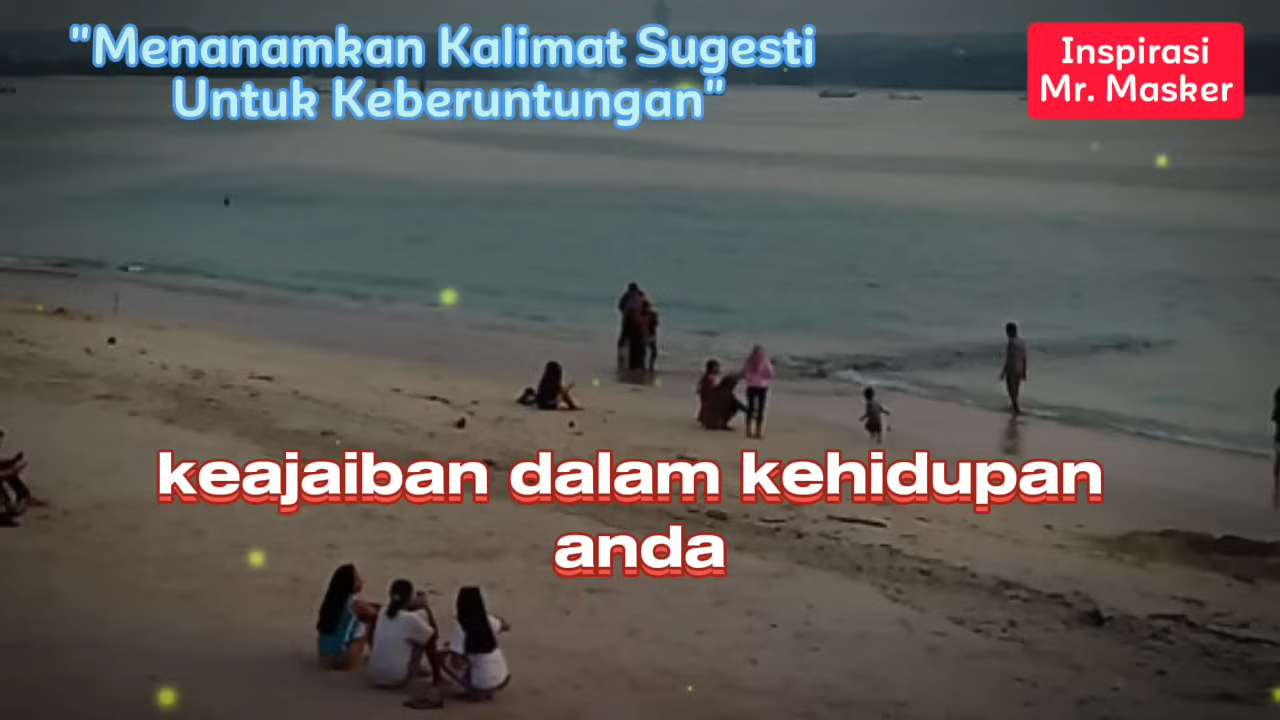 "Menanamkan Kalimat Sugesti
Untuk Keberuntungan"
Inspirasi
Mr. Masker
keajaiban dalam kehidupan
anda